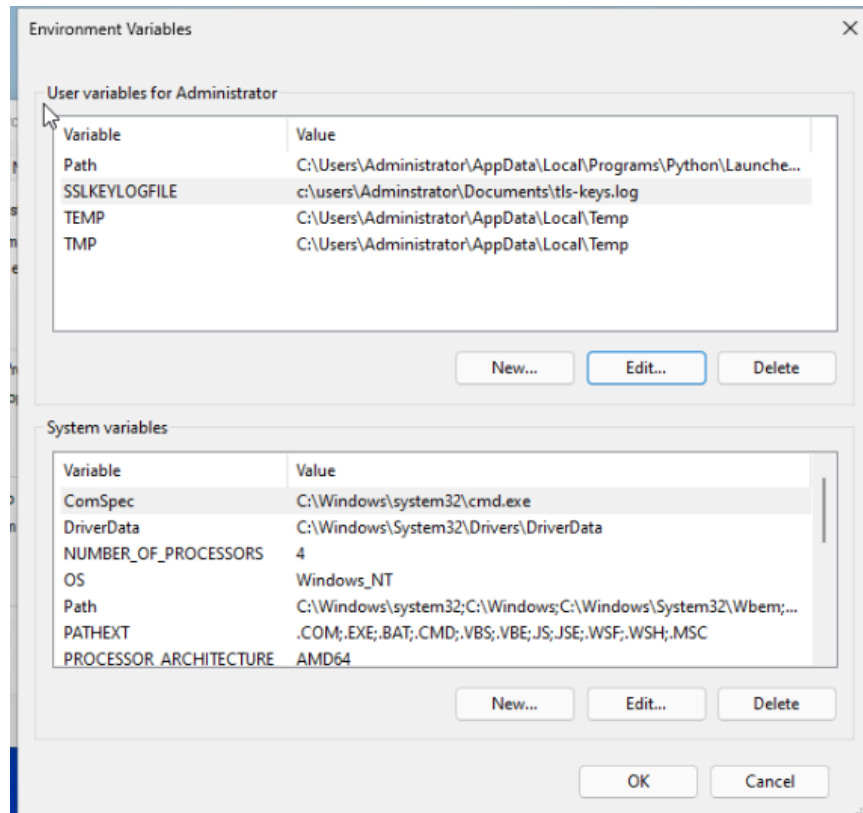 Environment Variables
User variables for Administrator
Variable Value
Path C:\Users\Administrator\AppData\Local\Programs\Python\Launche...
SSLKEYLOGFILE c:\users\Adminstrator\Documents\tls-keys.log
TEMP C:\Users\Administrator\AppData\Local\Temp
TMP C:\Users\Administrator\AppData\Local\Temp
New... Edit... Delete
System variables
Variable Value
ComSpec C:\Windows\system32\cmd.exe
DriverData C:\Windows\System32\Drivers\DriverData
NUMBER_OF_PROCESSORS 4
OS Windows_NT
Path C:\Windows\system32;C:\Windows;C:\Windows\System32\Wbem;...
PATHEXT .COM;.EXE;.BAT;.CMD;.VBS;.VBE;.JS;.JSE;.WSF;.WSH;.MSC
PROCESSOR_ARCHITECTURE AMD64
New... Edit... Delete
OK Cancel